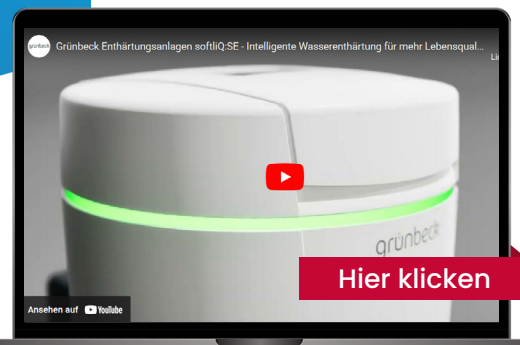 grünbeck
Grünbeck Enthärtungsanlagen softliQ:SE - Intelligente Wasserenthärtung für mehr Lebensqual...
grünbeck
Hier klicken
Ansehen auf YouTube